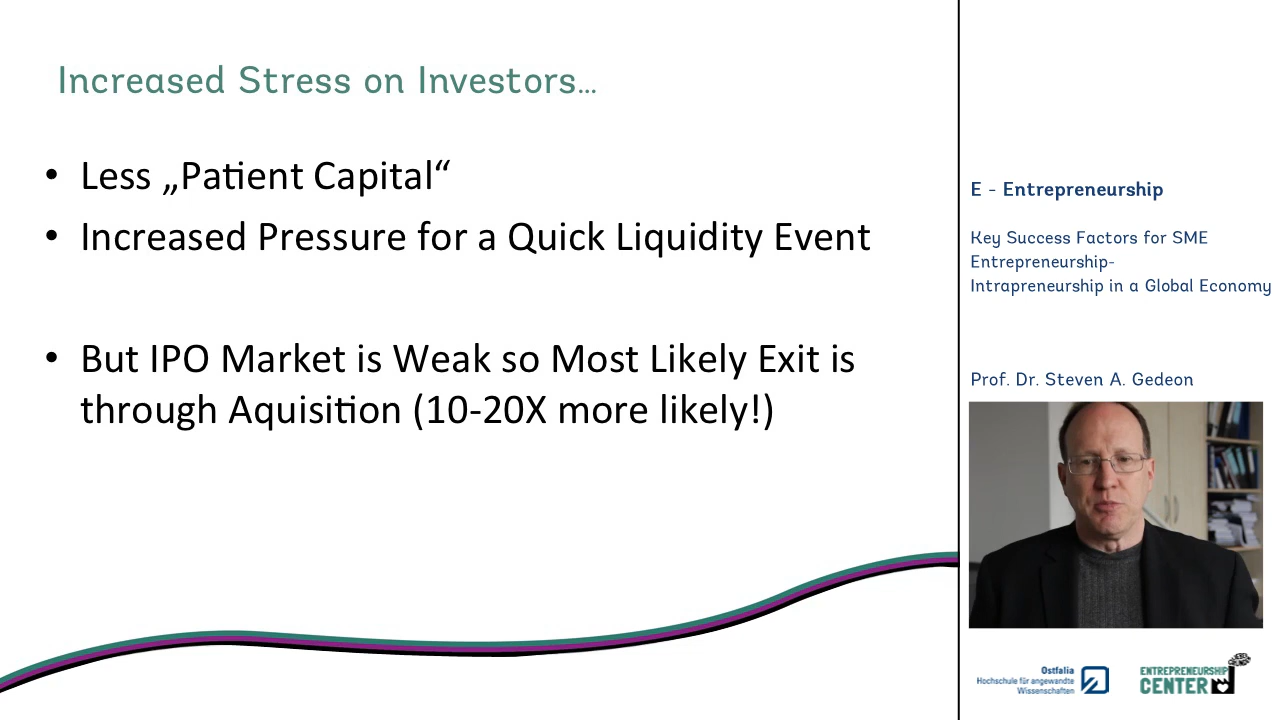 Increased Stress on Investors…
• Less „Patient Capital“
• Increased Pressure for a Quick Liquidity Event
• But IPO Market is Weak so Most Likely Exit is
through Aquisition (10-20X more likely!)
E - Entrepreneurship
Key Success Factors for SME
Entrepreneurship-
Intrapreneurship in a Global Economy
Prof. Dr. Steven A. Gedeon
Ostfalia
Hochschule für angewandte
Wissenschaften
ENTREPRENEURSHIP
CENTER